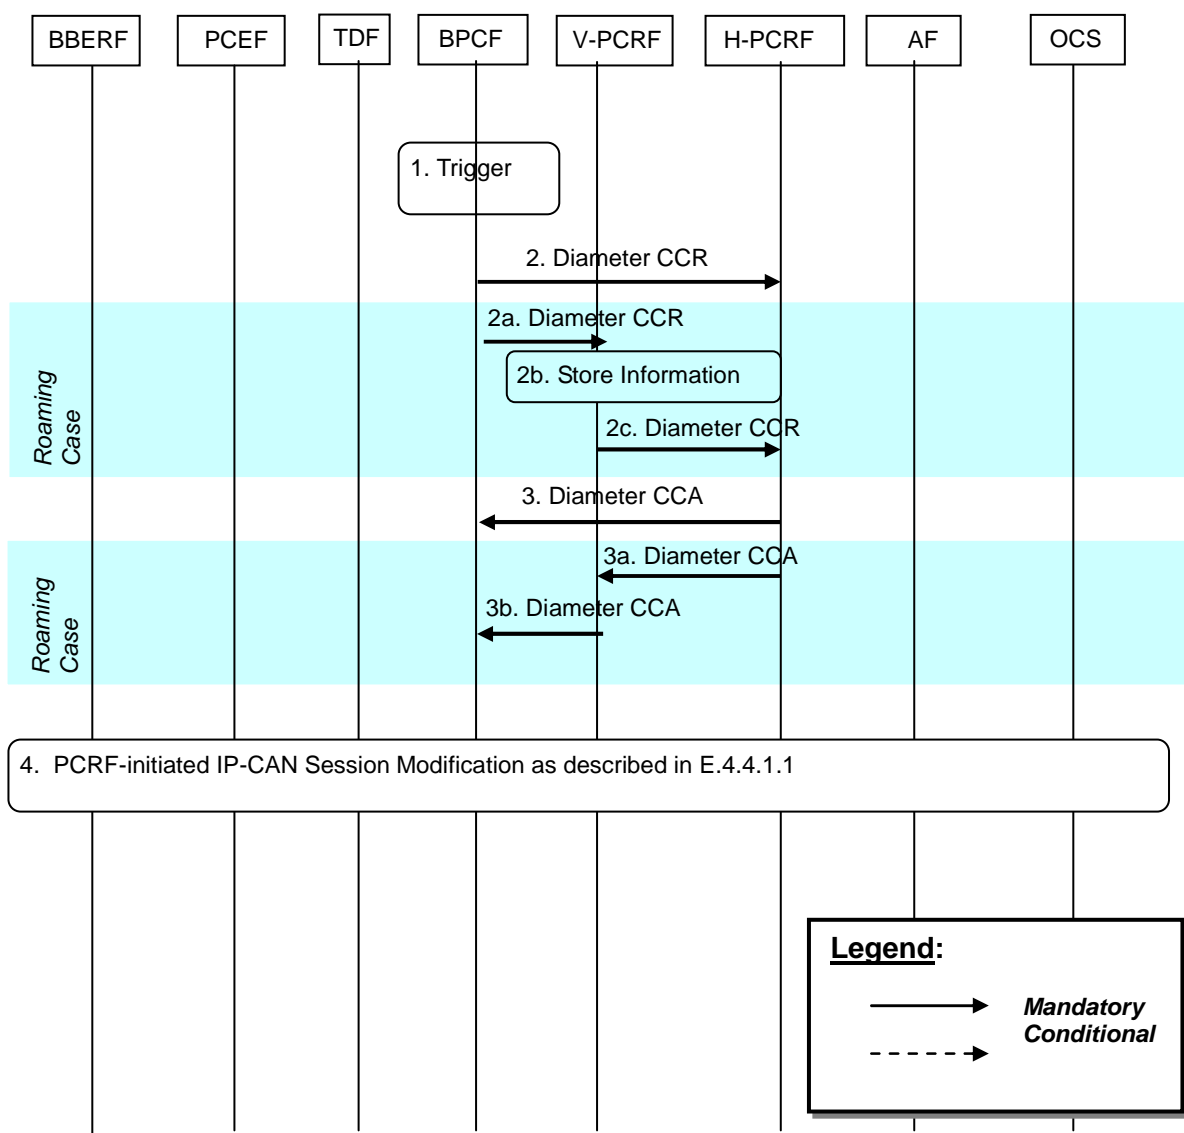 BBERF
PCEF
TDF
BPCF
V-PCRF
H-PCRF
AF
OCS
1. Trigger
2. Diameter CCR
2a. Diameter CCR
2b. Store Information
2c. Diameter CCR
Roaming
Case
3. Diameter CCA
3a. Diameter CCA
3b. Diameter CCA
Roaming
Case
4. PCRF-initiated IP-CAN Session Modification as described in E.4.4.1.1
Legend:
Mandatory
Conditional